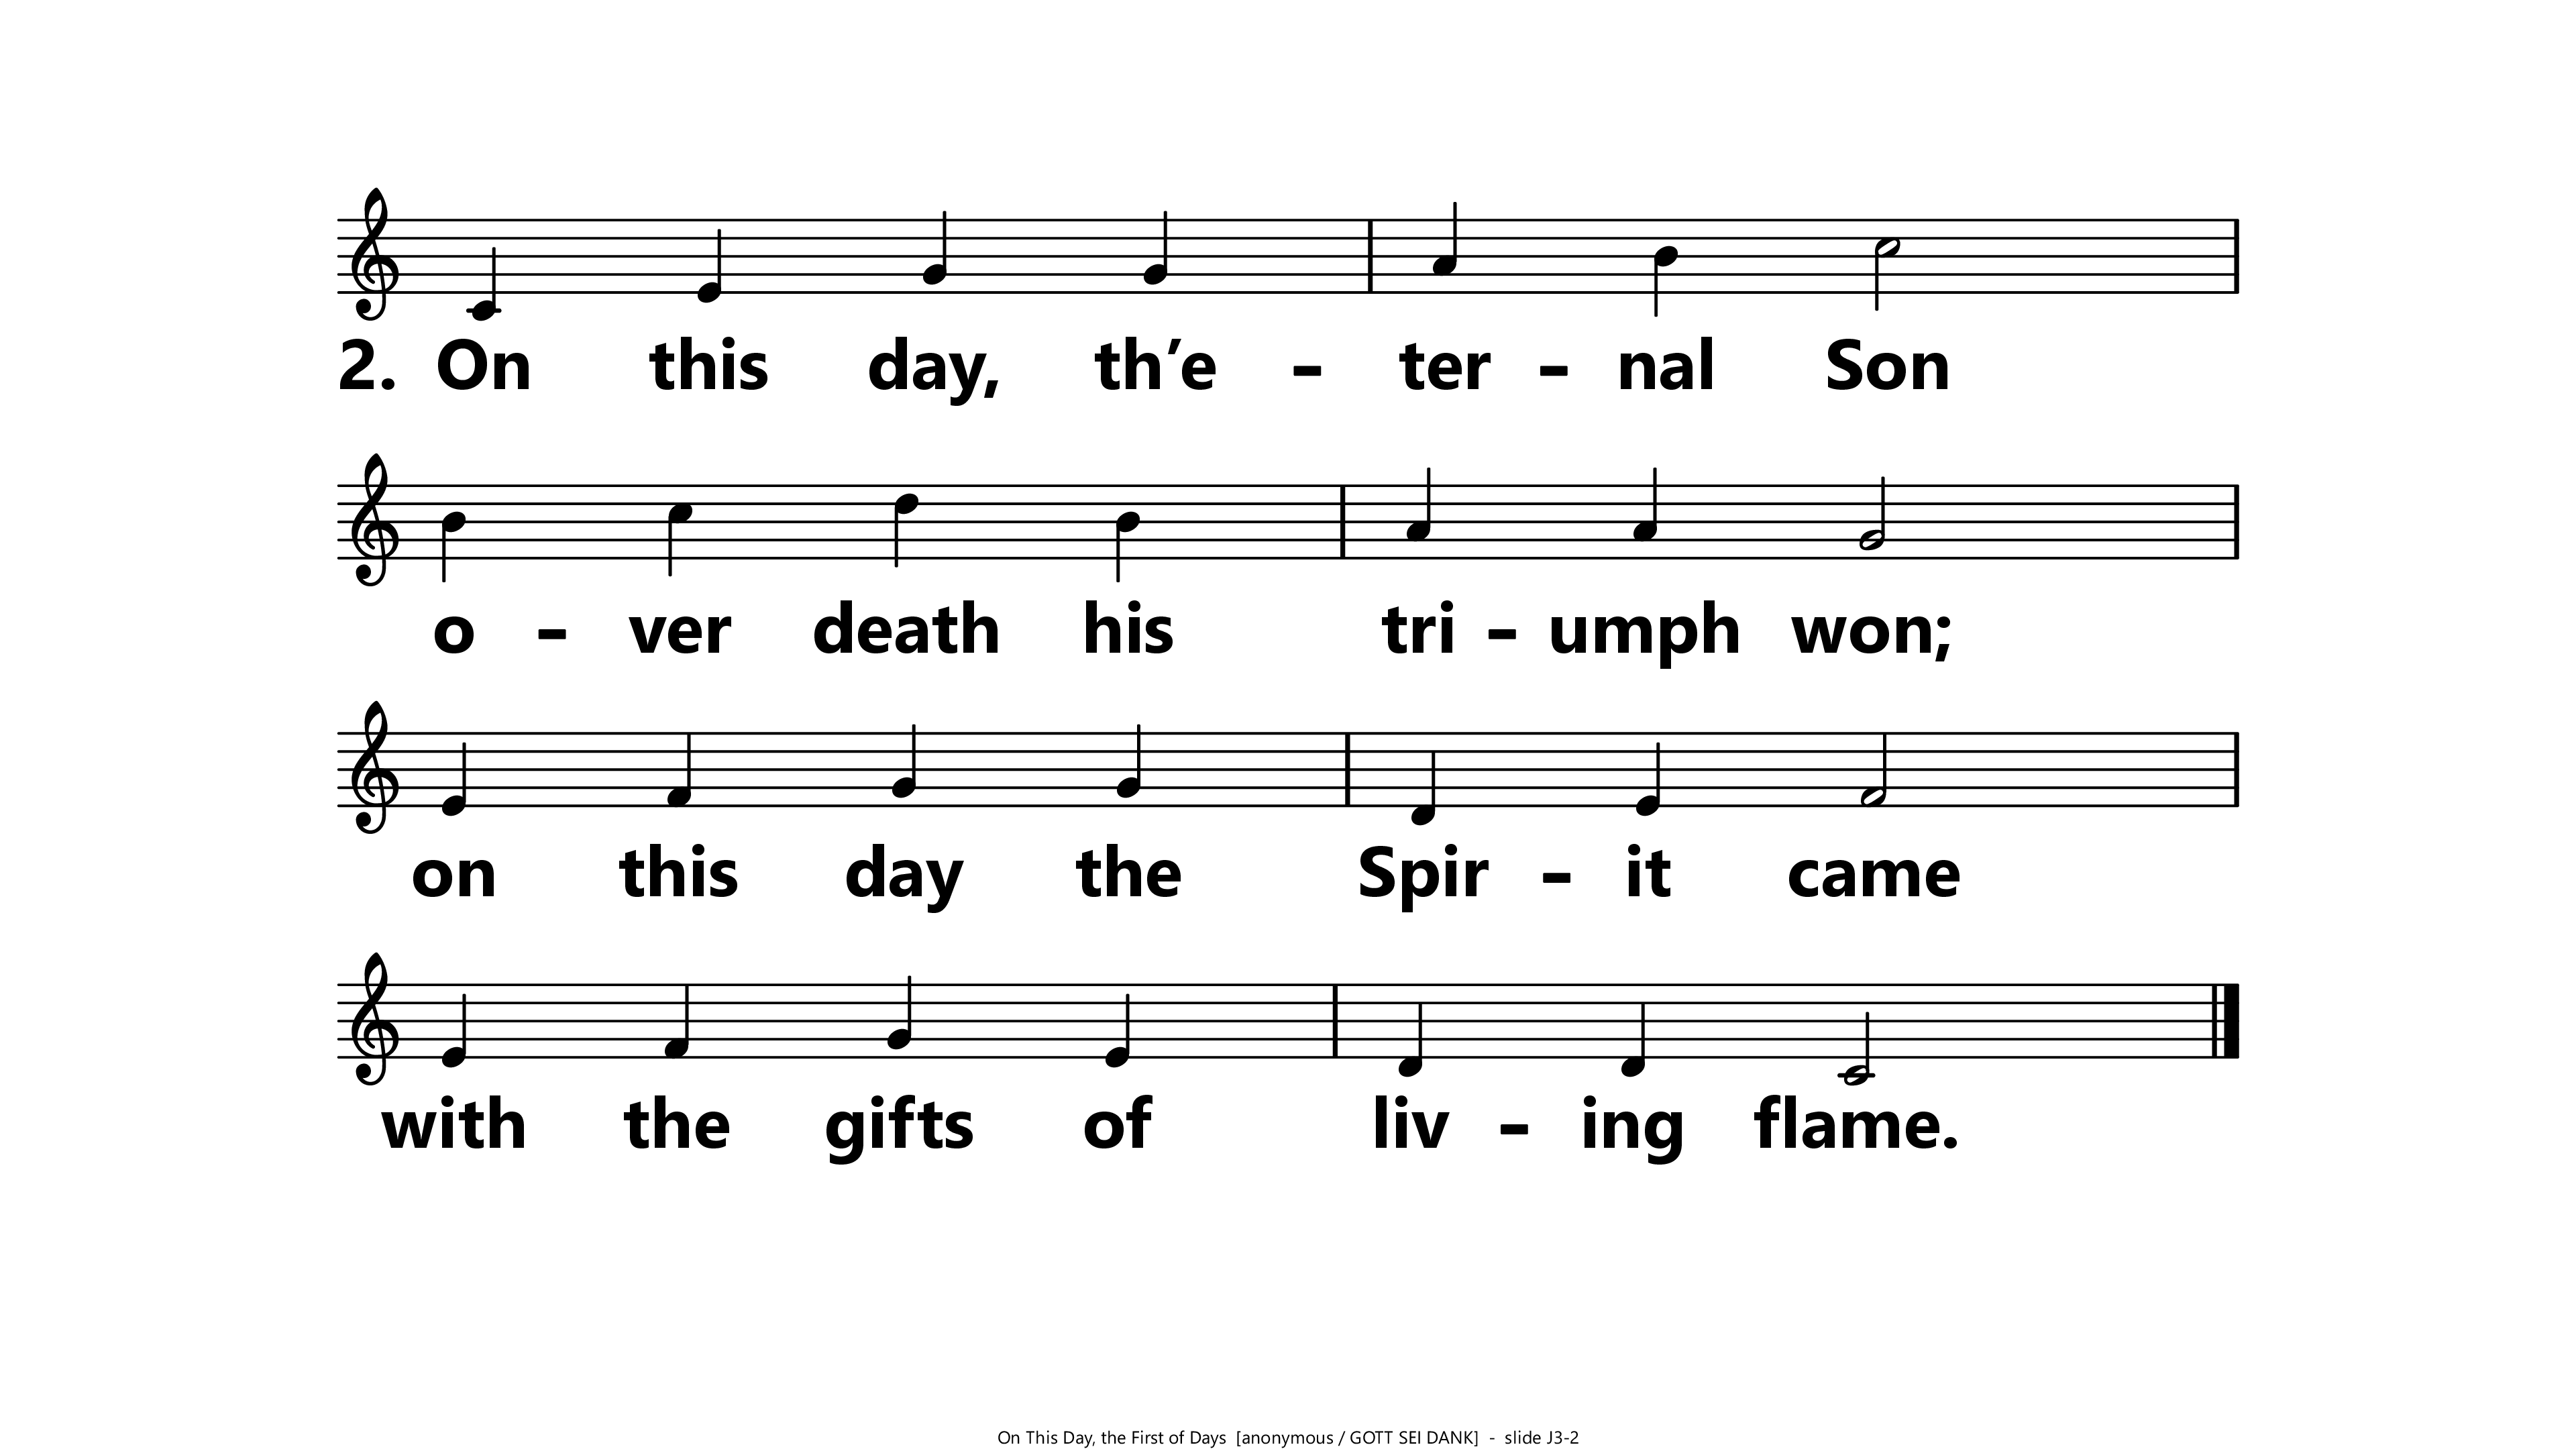 2. On this day, th’e - ter - nal Son
o - ver death his tri - umph won;
on this day the Spir - it came
with the gifts of liv - ing flame.
On This Day, the First of Days [anonymous / GOTT SEI DANK] - slide J3-2